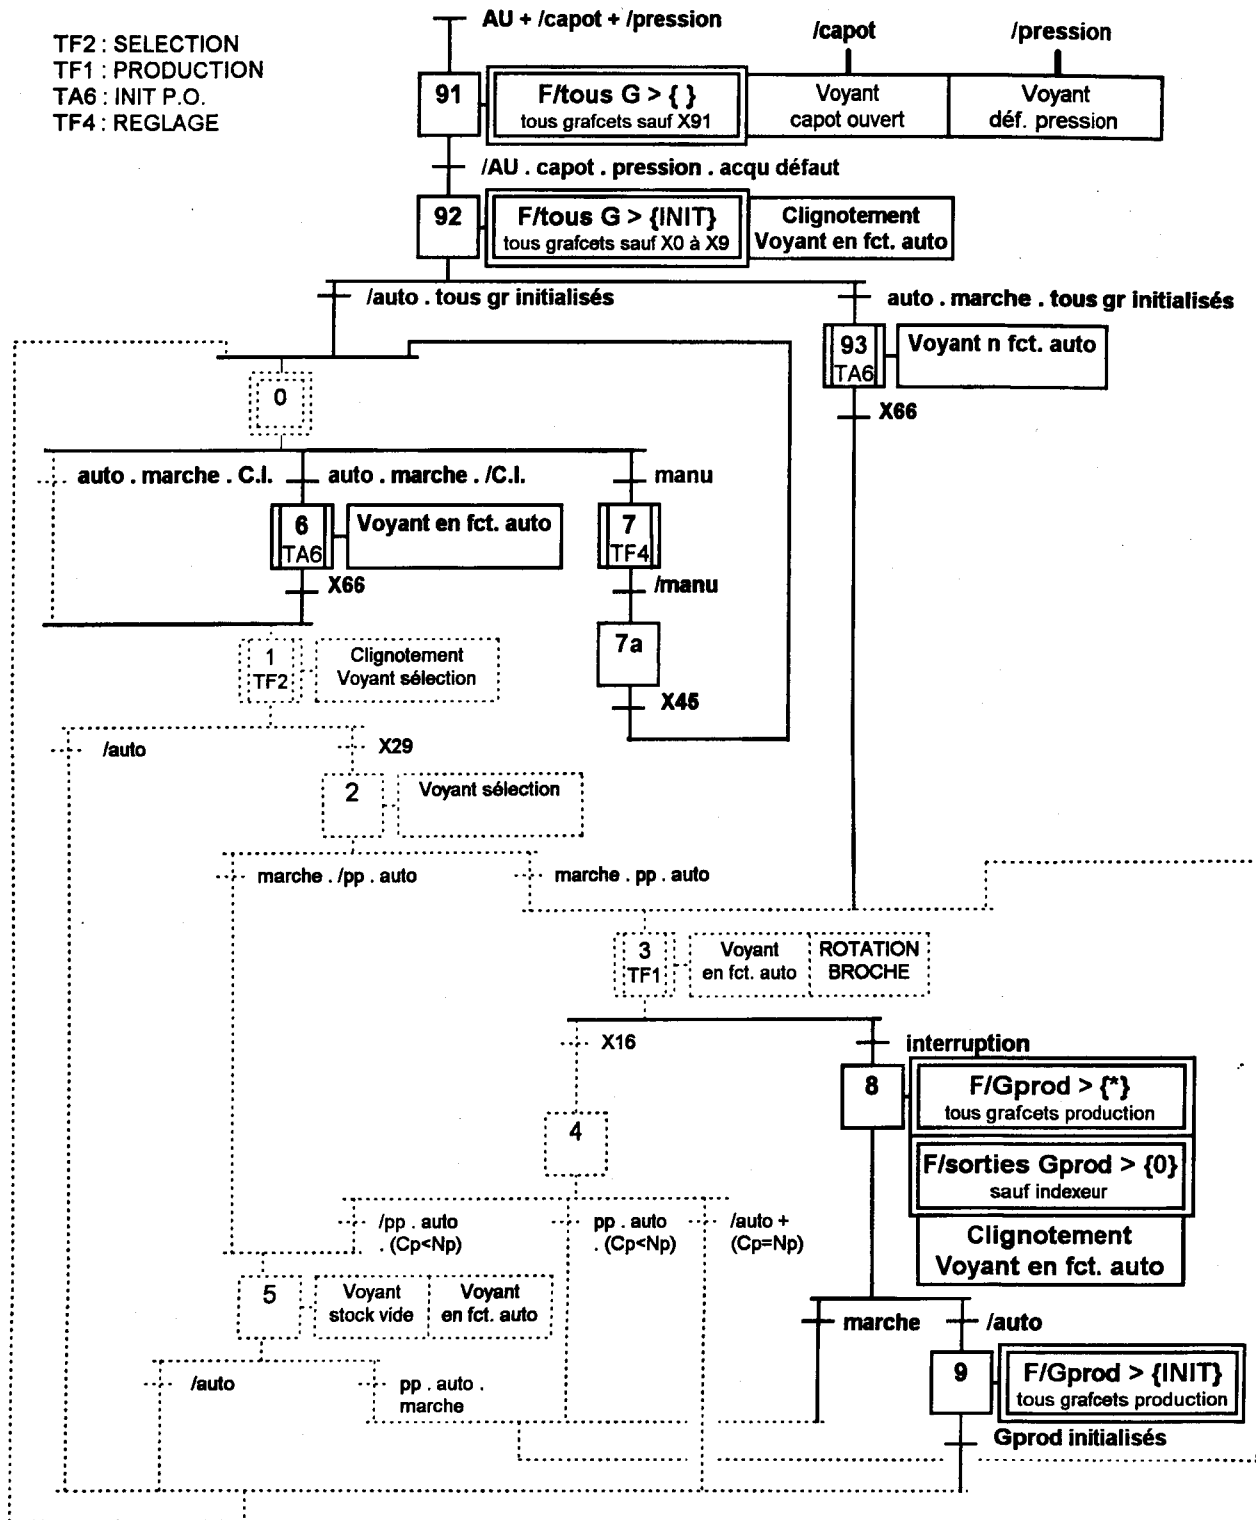 AU + /capot + /pression
TF2 : SELECTION
TF1 : PRODUCTION
TA6 : INIT P.O.
TF4 : REGLAGE
/capot
/pression
91
F/tous G > { }
tous grafcets sauf X91
Voyant
capot ouvert
Voyant
déf. pression
/AU . capot . pression . acqu défaut
92
F/tous G > {INIT}
tous grafcets sauf X0 à X9
Clignotement
Voyant en fct. auto
/auto . tous gr initialisés
auto . marche . tous gr initialisés
93
TA6
Voyant n fct. auto
X66
0
auto . marche . C.I.
auto . marche . /C.I.
manu
6
TA6
Voyant en fct. auto
7
TF4
X66
/manu
7a
X45
1
TF2
Clignotement
Voyant sélection
/auto
X29
2
Voyant sélection
marche . /pp . auto
marche . pp . auto
3
TF1
Voyant
en fct. auto
ROTATION
BROCHE
X16
interruption
8
F/Gprod > {*}
tous grafcets production
F/sorties Gprod > {0}
sauf indexeur
Clignotement
Voyant en fct. auto
4
/pp . auto
. (Cp<Np)
pp . auto
. (Cp<Np)
/auto +
(Cp=Np)
5
Voyant
stock vide
Voyant
en fct. auto
marche
/auto
9
F/Gprod > {INIT}
tous grafcets production
/auto
pp . auto .
marche
Gprod initialisés